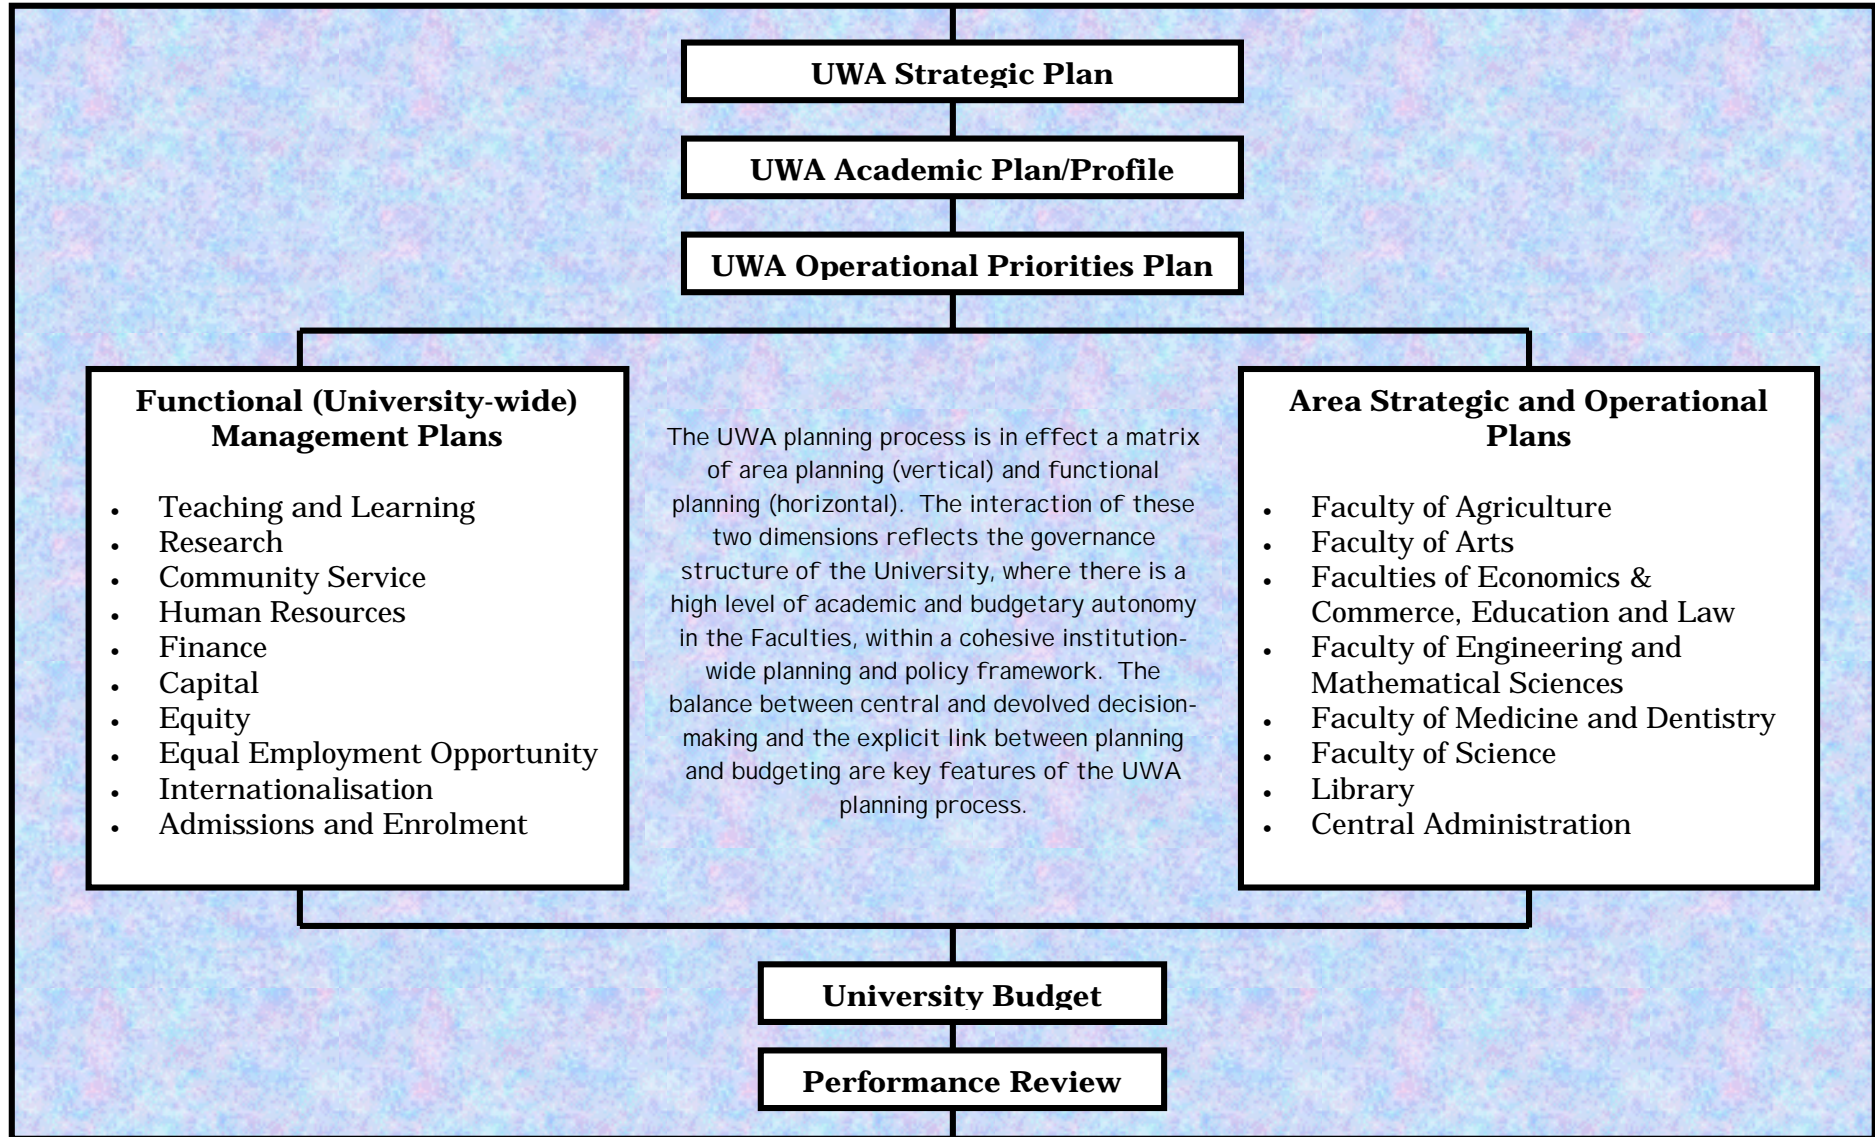 UWA Strategic Plan
UWA Academic Plan/Profile
UWA Operational Priorities Plan
Functional (University-wide)
Management Plans
• Teaching and Learning
• Research
• Community Service
• Human Resources
• Finance
• Capital
• Equity
• Equal Employment Opportunity
• Internationalisation
• Admissions and Enrolment
The UWA planning process is in effect a matrix
of area planning (vertical) and functional
planning (horizontal). The interaction of these
two dimensions reflects the governance
structure of the University, where there is a
high level of academic and budgetary autonomy
in the Faculties, within a cohesive institution-
wide planning and policy framework. The
balance between central and devolved decision-
making and the explicit link between planning
and budgeting are key features of the UWA
planning process.
Area Strategic and Operational
Plans
• Faculty of Agriculture
• Faculty of Arts
• Faculties of Economics &
Commerce, Education and Law
• Faculty of Engineering and
Mathematical Sciences
• Faculty of Medicine and Dentistry
• Faculty of Science
• Library
• Central Administration
University Budget
Performance Review